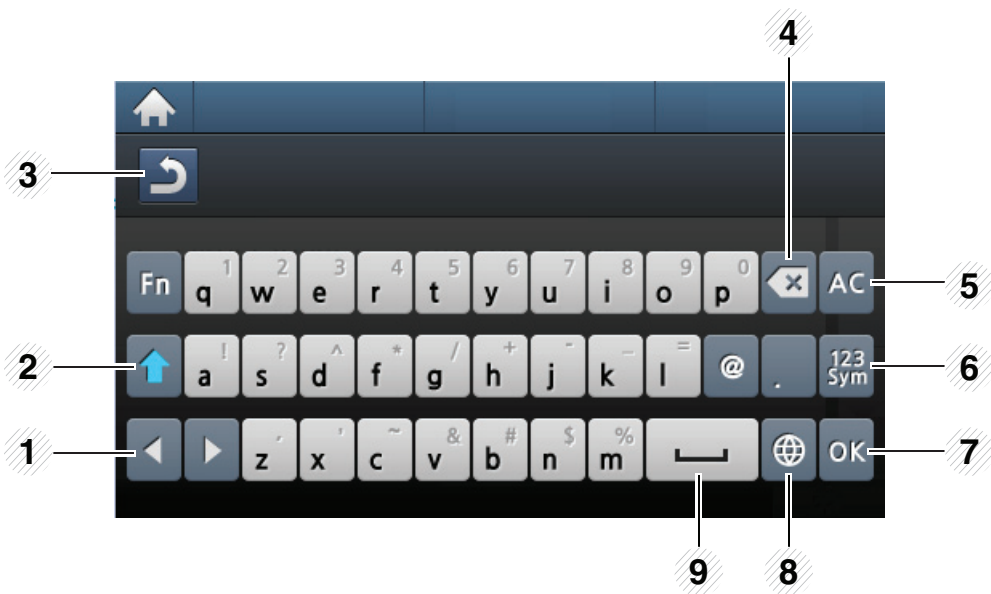 4
3
1 2 3 4 5 6 7 8 9 0
Fn q w e r t y u i o p AC 5
! ? ^ * / + - _ =
2 a s d f g h j k l @ . 123 Sym 6
´ ' ~ & # $ %
1 z x c v b n m OK 7
9 8